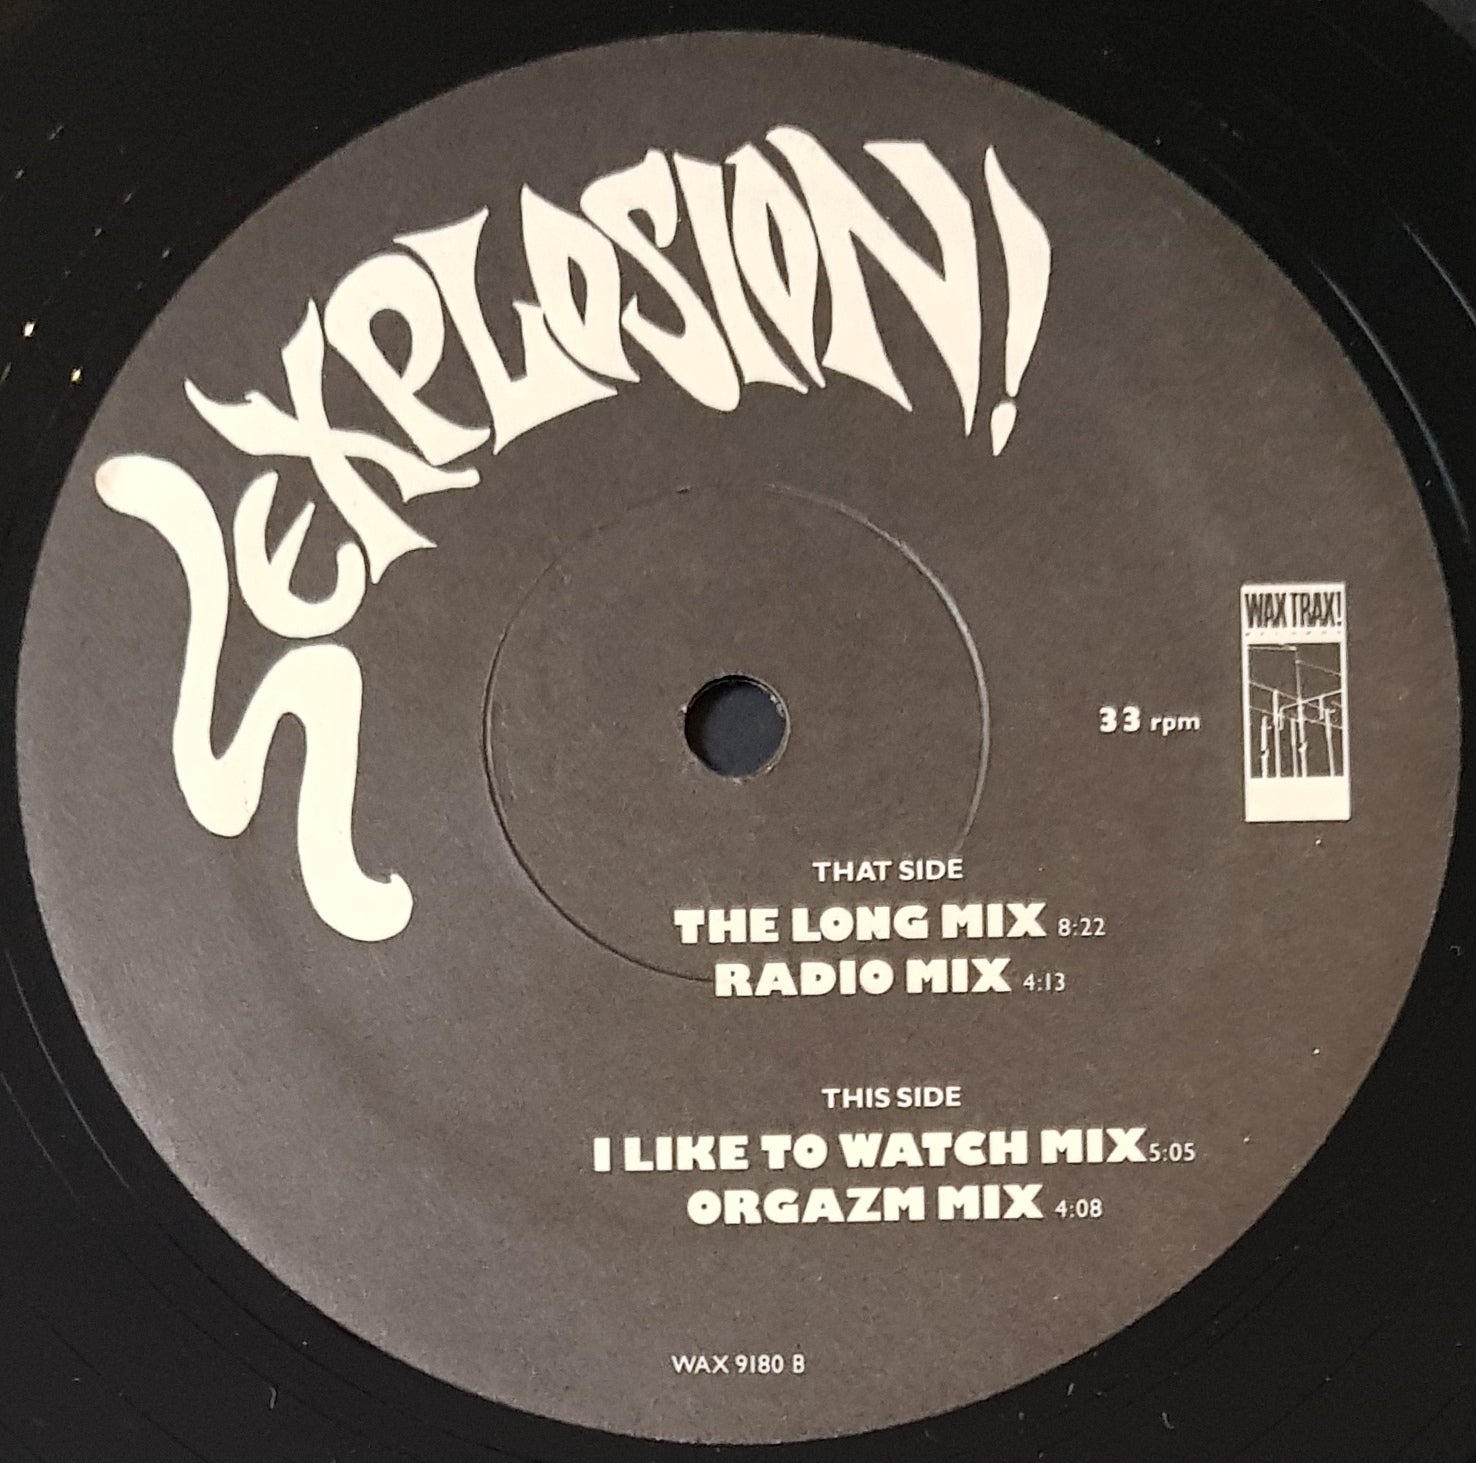 SEXPLOSION!
WAX TRAX!
33 rpm
THAT SIDE
THE LONG MIX 8:22
RADIO MIX 4:13
THIS SIDE
I LIKE TO WATCH MIX 5:05
ORGAZM MIX 4:08
WAX 9180 B